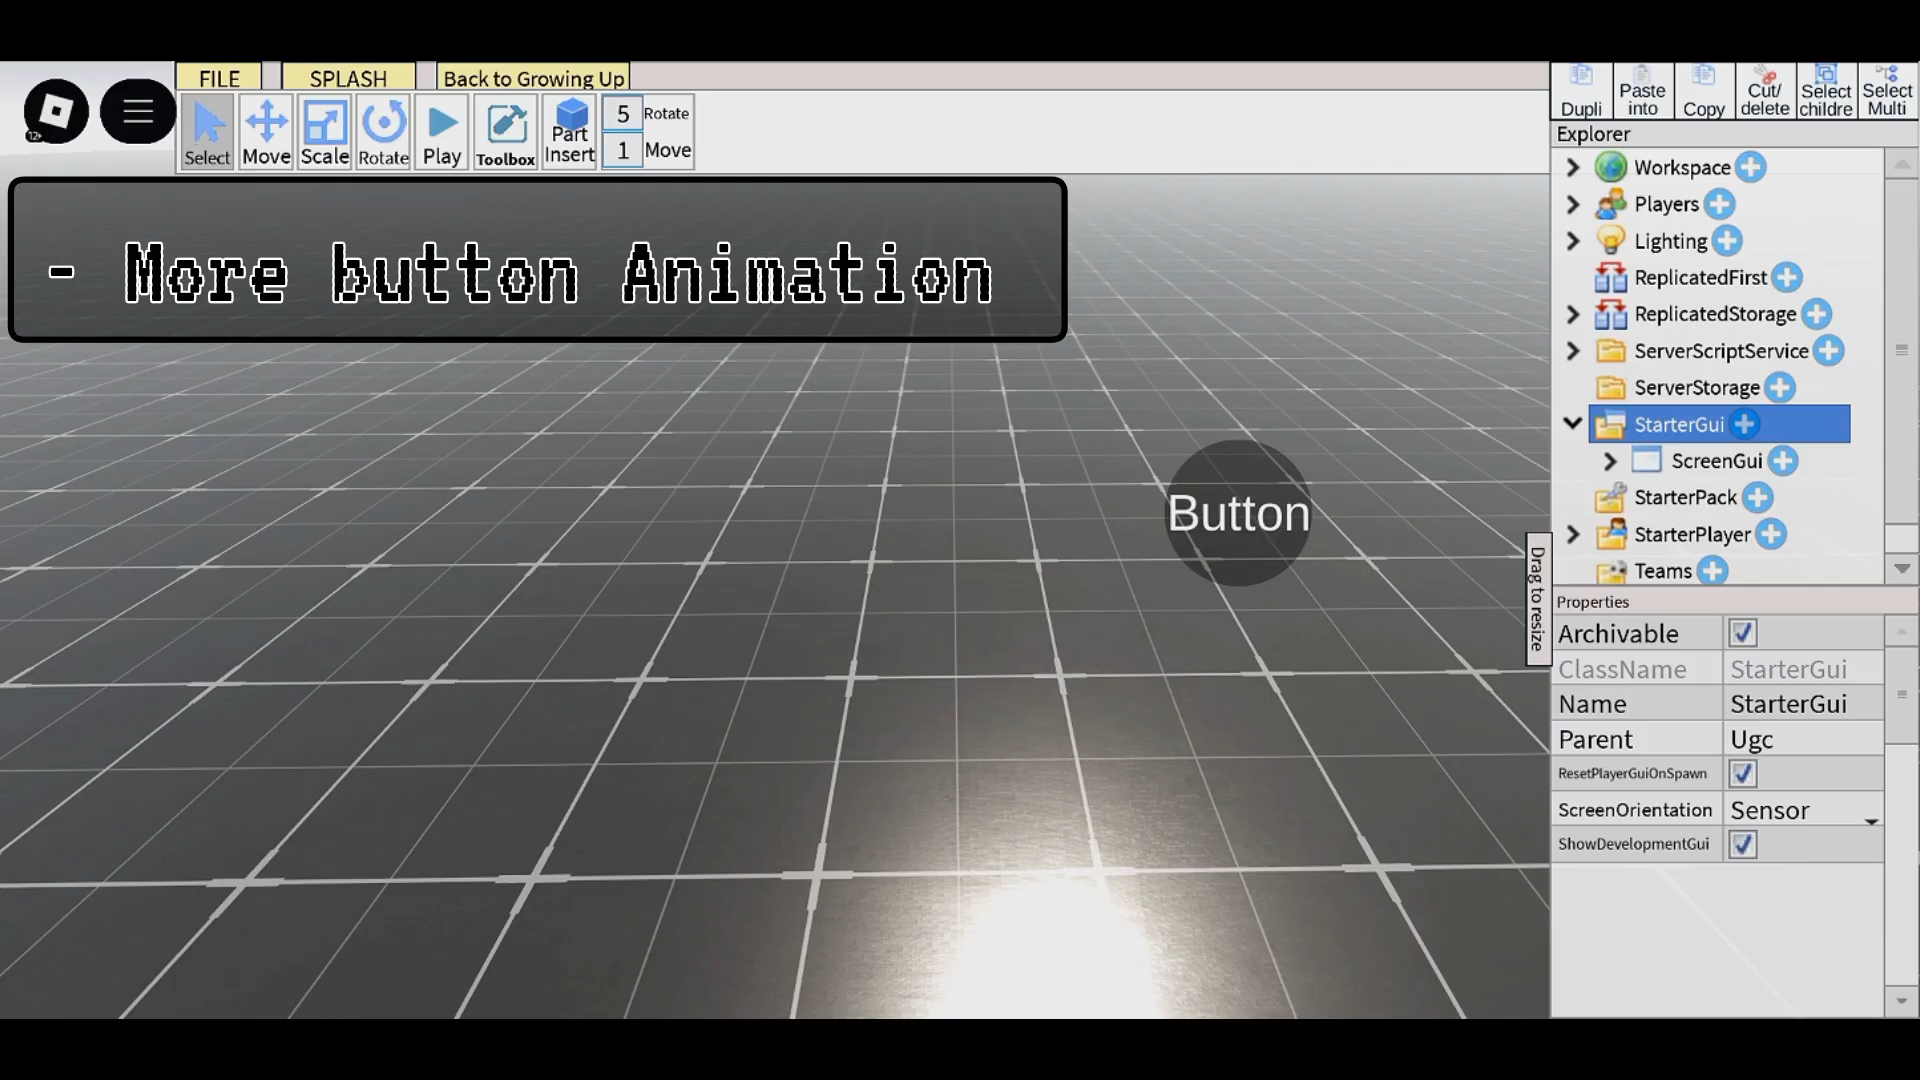 FILE
SPLASH
Back to Growing Up
12+
Select
Move
Scale
Rotate
Play
Toolbox
Part
Insert
5 Rotate
1 Move
Dupli
Paste
into
Copy
Cut/
delete
Select
childre
Select
Multi
- More button Animation
Button
Drag to resize
Explorer
Workspace
Players
Lighting
ReplicatedFirst
ReplicatedStorage
ServerScriptService
ServerStorage
StarterGui
ScreenGui
StarterPack
StarterPlayer
Teams
Properties
Archivable
ClassName StarterGui
Name StarterGui
Parent Ugc
ResetPlayerGuiOnSpawn
ScreenOrientation Sensor
ShowDevelopmentGui